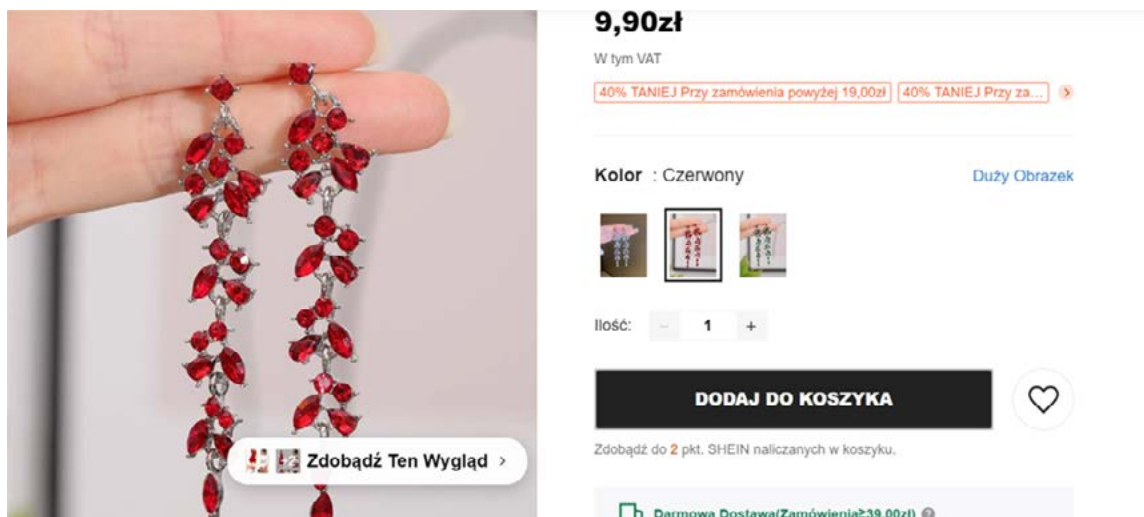 9,90zł
W tym VAT
40% TANIEJ Przy zamówienia powyżej 19,00zł 40% TANIEJ Przy za...
Kolor : Czerwony Duży Obrazek
Ilość: - 1 +
DODAJ DO KOSZYKA
Zdobądź do 2 pkt. SHEIN naliczanych w koszyku.
Zdobądź Ten Wygląd
Darmowa Dostawa(Zamówienia≥39,00zł)